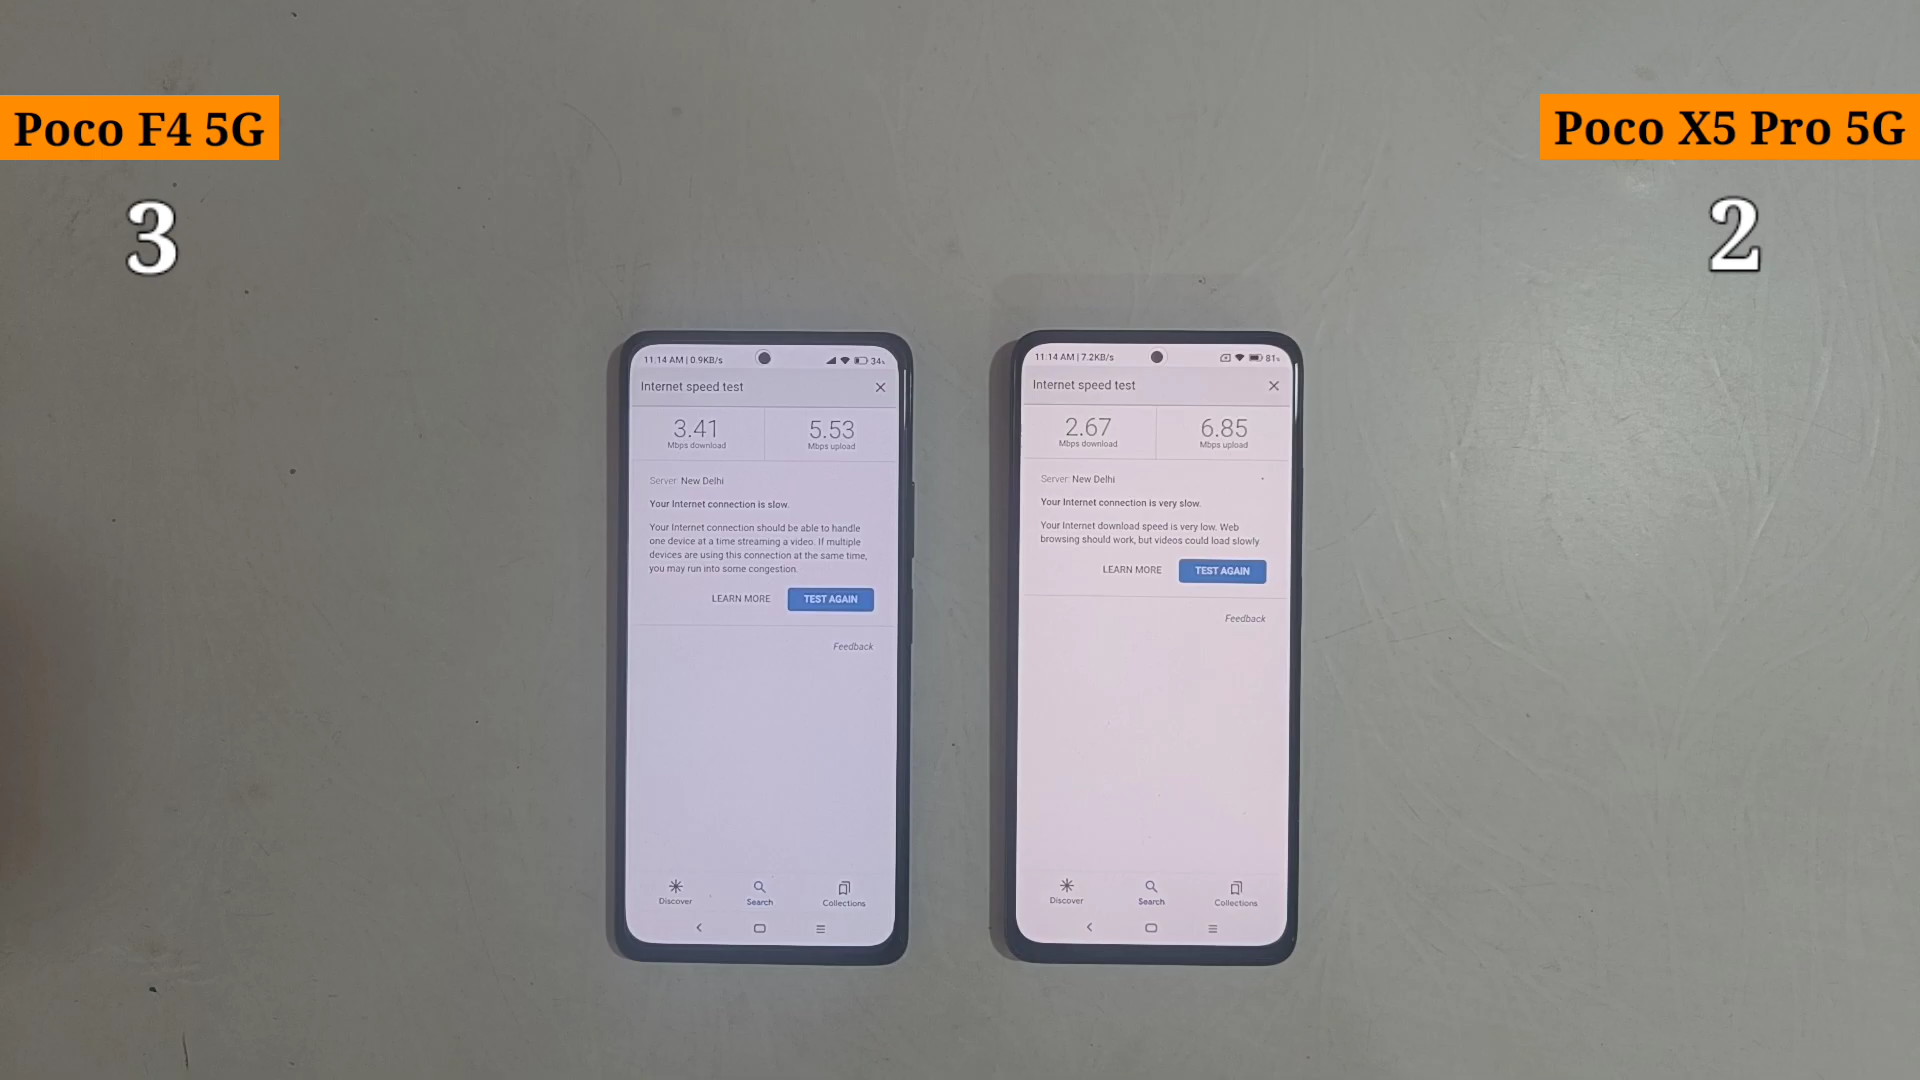 Poco F4 5G
3
Poco X5 Pro 5G
2
11.14 AM | 0.9KB/s
34
Internet speed test
3.41
Mbps download
5.53
Mbps upload
Server: New Delhi
Your Internet connection is slow.
Your Internet connection should be able to handle
one device at a time streaming a video. If multiple
devices are using this connection at the same time,
you may run into some congestion.
LEARN MORE
TEST AGAIN
Feedback
Discover
Search
Collections
11.14 AM | 7.2KB/s
81
Internet speed test
2.67
Mbps download
6.85
Mbps upload
Server: New Delhi
Your Internet connection is very slow.
Your Internet download speed is very low. Web
browsing should work, but videos could load slowly
LEARN MORE
TEST AGAIN
Feedback
Discover
Search
Collections